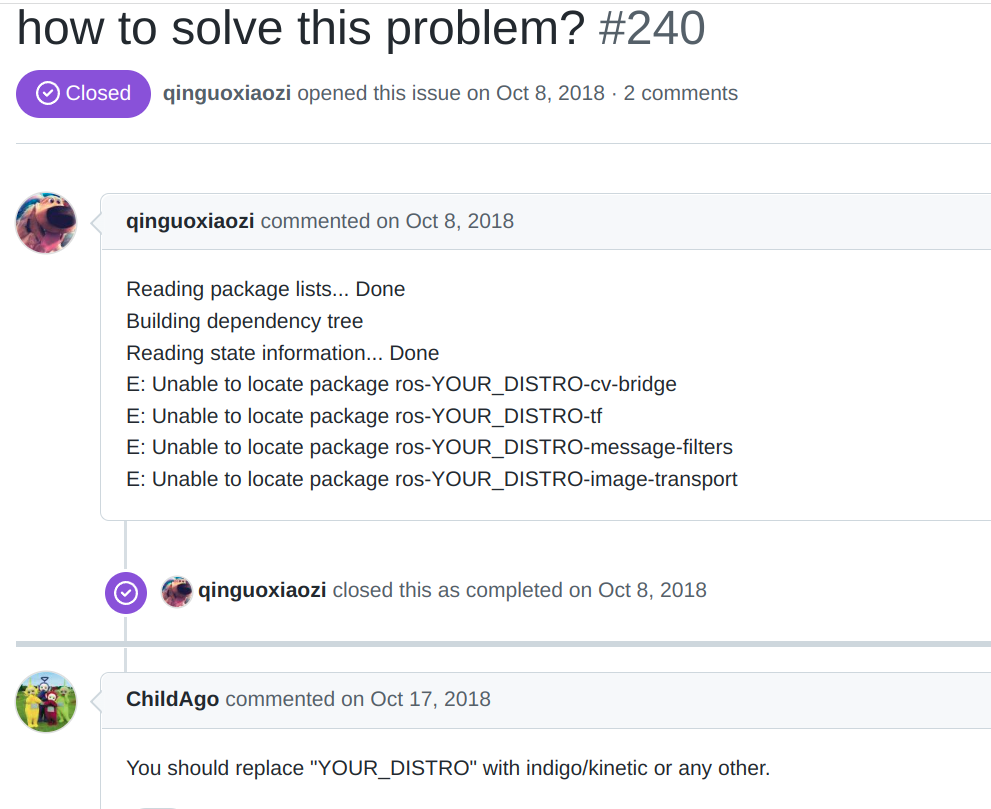 how to solve this problem? #240
Closed qinguoxiaozi opened this issue on Oct 8, 2018 · 2 comments
qinguoxiaozi commented on Oct 8, 2018
Reading package lists... Done
Building dependency tree
Reading state information... Done
E: Unable to locate package ros-YOUR_DISTRO-cv-bridge
E: Unable to locate package ros-YOUR_DISTRO-tf
E: Unable to locate package ros-YOUR_DISTRO-message-filters
E: Unable to locate package ros-YOUR_DISTRO-image-transport
qinguoxiaozi closed this as completed on Oct 8, 2018
ChildAgo commented on Oct 17, 2018
You should replace "YOUR_DISTRO" with indigo/kinetic or any other.